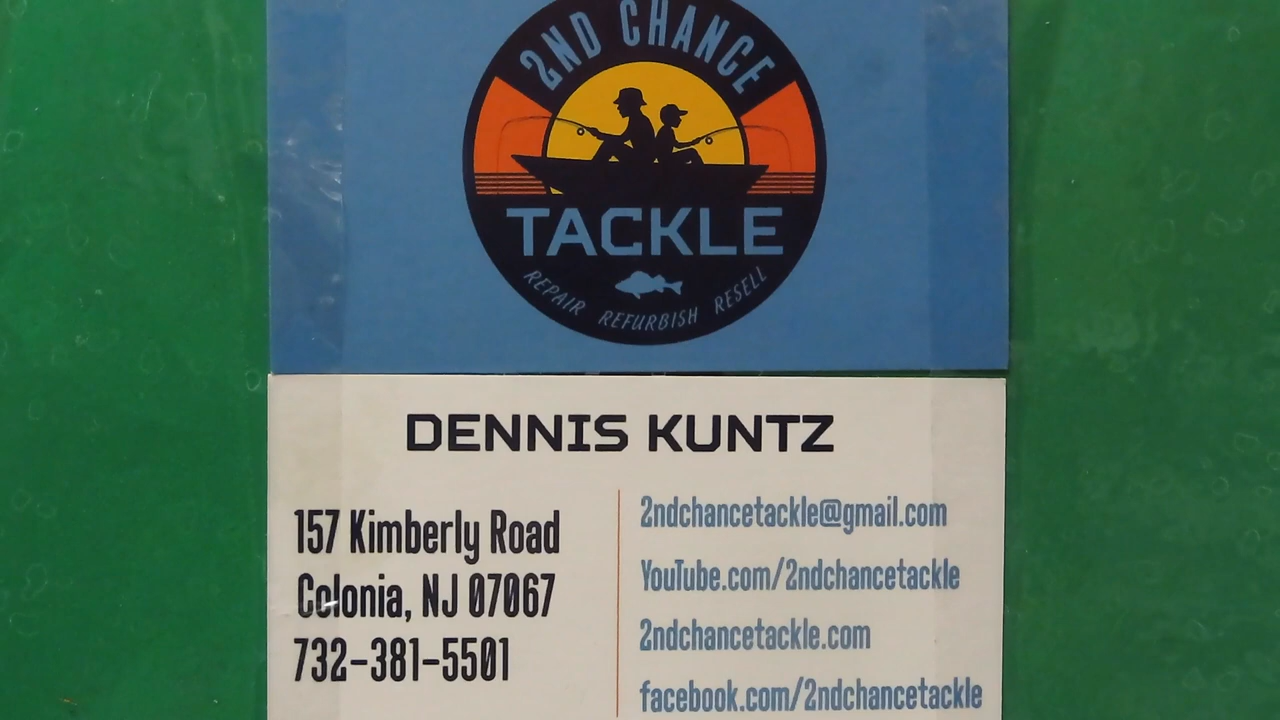 2ND CHANCE
TACKLE
REPAIR REFURBISH RESELL
DENNIS KUNTZ
157 Kimberly Road
Colonia, NJ 07067
732-381-5501
2ndchancetackle@gmail.com
YouTube.com/2ndchancetackle
2ndchancetackle.com
facebook.com/2ndchancetackle